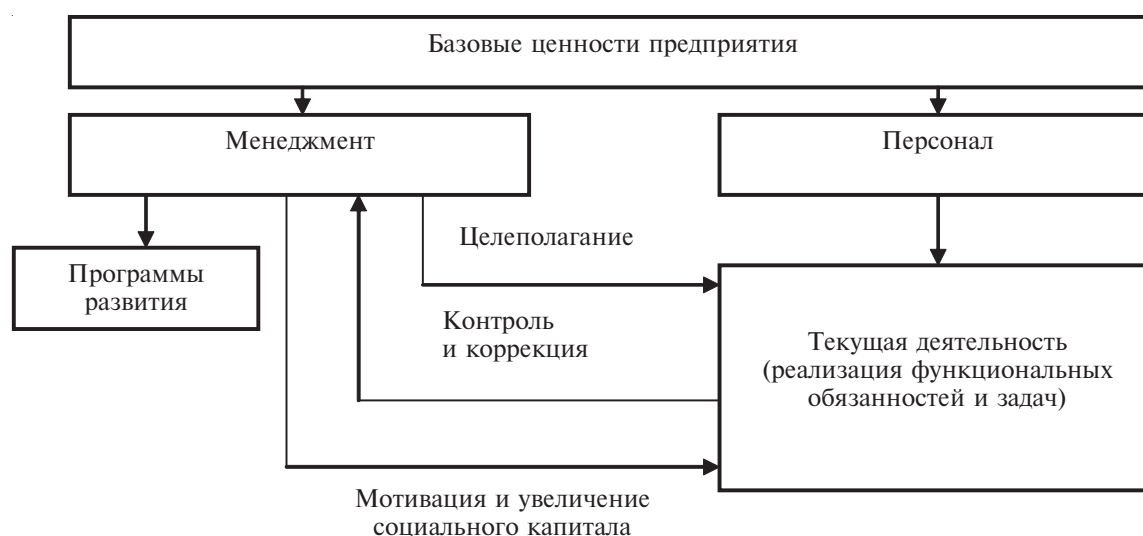 Базовые ценности предприятия
Менеджмент
Персонал
Целеполагание
Программы
развития
Контроль
и коррекция
Текущая деятельность
(реализация функциональных
обязанностей и задач)
Мотивация и увеличение
социального капитала